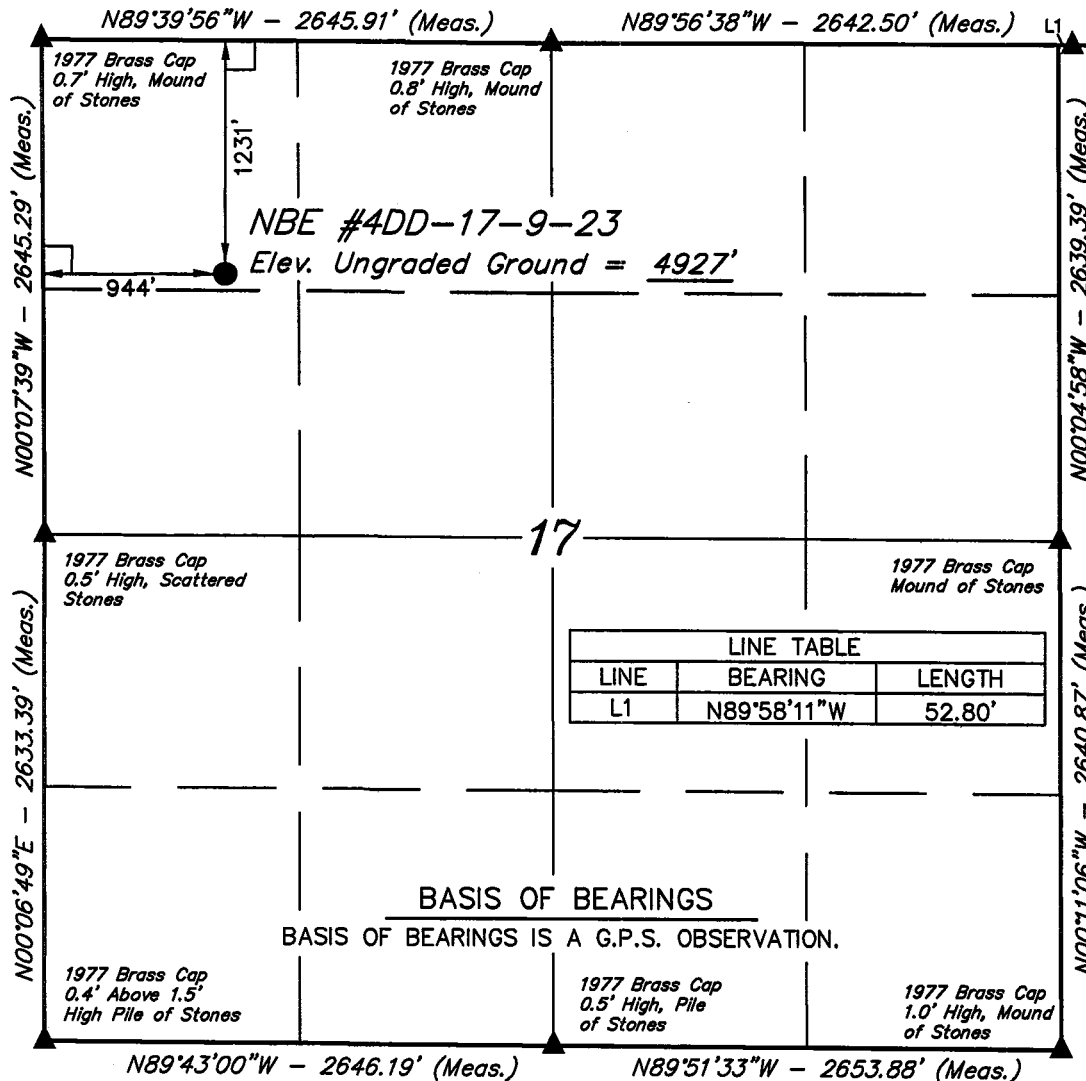 N89°39'56"W - 2645.91' (Meas.)
N89°56'38"W - 2642.50' (Meas.)
L1
1977 Brass Cap
0.7' High, Mound
of Stones
1977 Brass Cap
0.8' High, Mound
of Stones
N00°07'39"W - 2645.29' (Meas.)
1231'
N00°04'58"W - 2639.39' (Meas.)
NBE #4DD-17-9-23
Elev. Ungraded Ground = 4927'
944'
17
1977 Brass Cap
0.5' High, Scattered
Stones
1977 Brass Cap
Mound of Stones
LINE TABLE
LINE BEARING LENGTH
L1 N89°58'11"W 52.80'
N00°06'49"E - 2633.39' (Meas.)
N00°11'06"W - 2640.87' (Meas.)
BASIS OF BEARINGS
BASIS OF BEARINGS IS A G.P.S. OBSERVATION.
1977 Brass Cap
0.4' Above 1.5'
High Pile of Stones
1977 Brass Cap
0.5' High, Pile
of Stones
1977 Brass Cap
1.0' High, Mound
of Stones
N89°43'00"W - 2646.19' (Meas.)
N89°51'33"W - 2653.88' (Meas.)